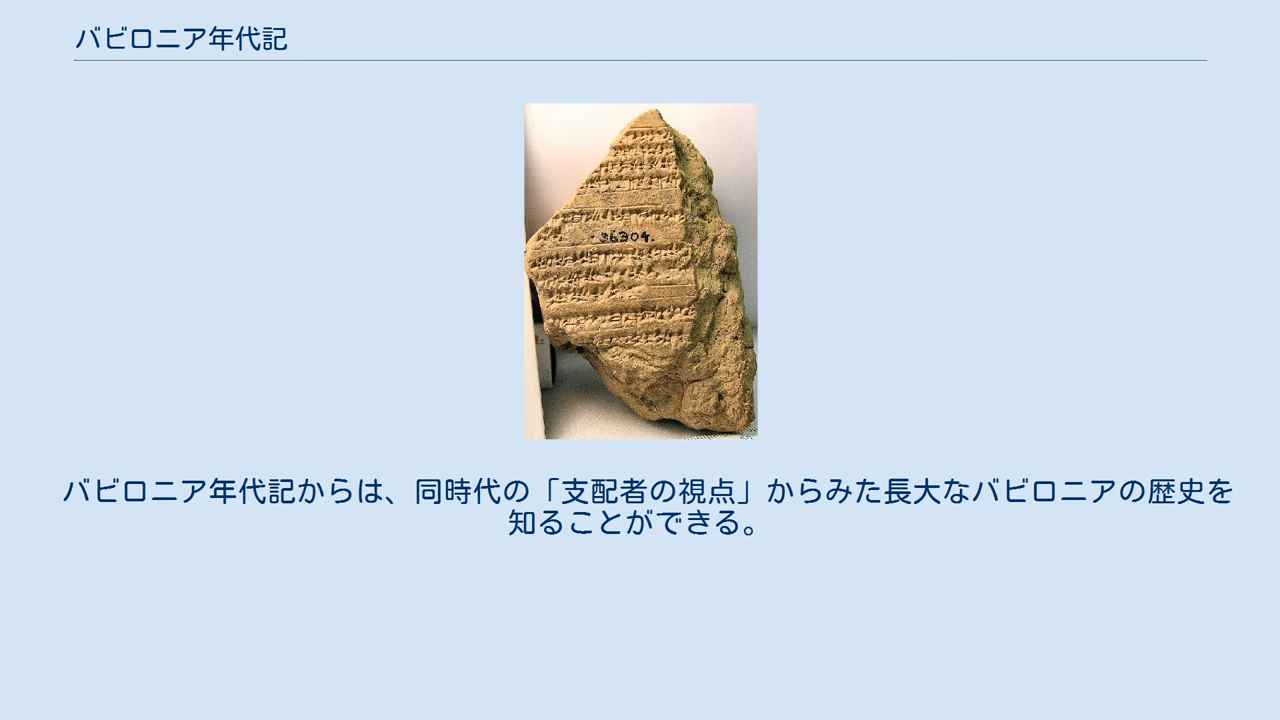 バビロニア年代記
36304.
バビロニア年代記からは、同時代の「支配者の視点」からみた長大なバビロニアの歴史を
知ることができる。